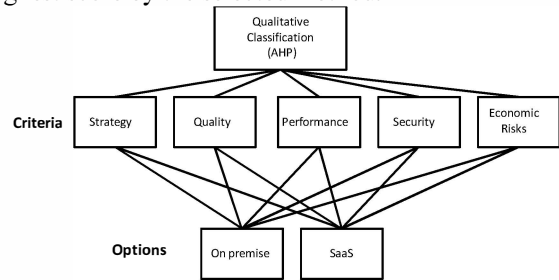 Qualitative
Classification
(AHP)
Criteria
Strategy
Quality
Performance
Security
Economic
Risks
Options
On premise
SaaS